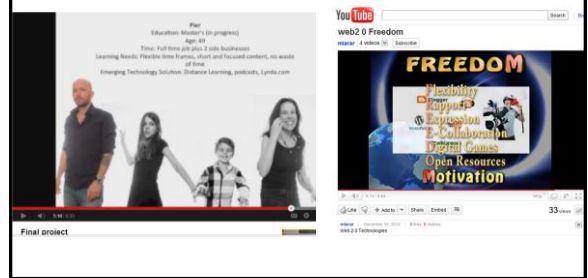 Pier
Education: Master's (in progress)
Age: 49
Time: Full time job plus 2 side businesses
Learning Needs: Flexible time frames, short and focused content, no waste
of time
Emerging Technology Solution: Distance Learning, podcasts, Lynda.com
Final project
YouTube
Search
web2 0 Freedom
4 videos
Subscribe
FREEDOM
Flexibility
Rapport
Expression
E-Collaboration
Digital Games
Open Resources
Motivation
Like
Add to
Share
Embed
33 views
Web 2.0 Technologies